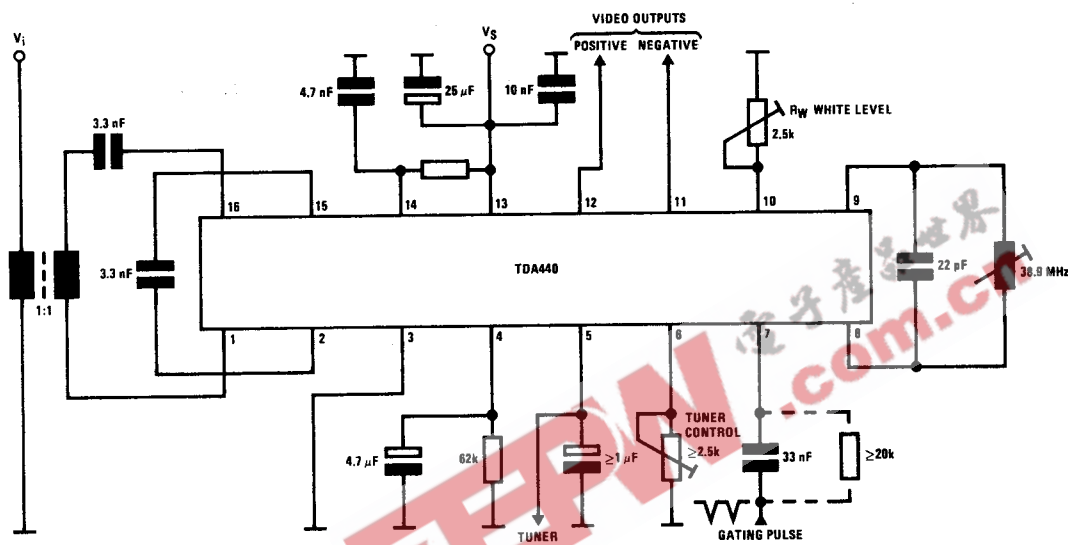 Vi
VS
VIDEO OUTPUTS
POSITIVE NEGATIVE
4.7 nF
25 µF
10 nF
RW WHITE LEVEL
2.5k
3.3 nF
16 15 14 13 12 11 10 9
3.3 nF
TDA440
22 pF
38.9 MHz
1:1
1 2 3 4 5 6 7 8
TUNER
CONTROL
4.7 µF
62k
≥1 µF
≥2.5k
33 nF
≥20k
TUNER
GATING PULSE
電子產品世界
.com.cn